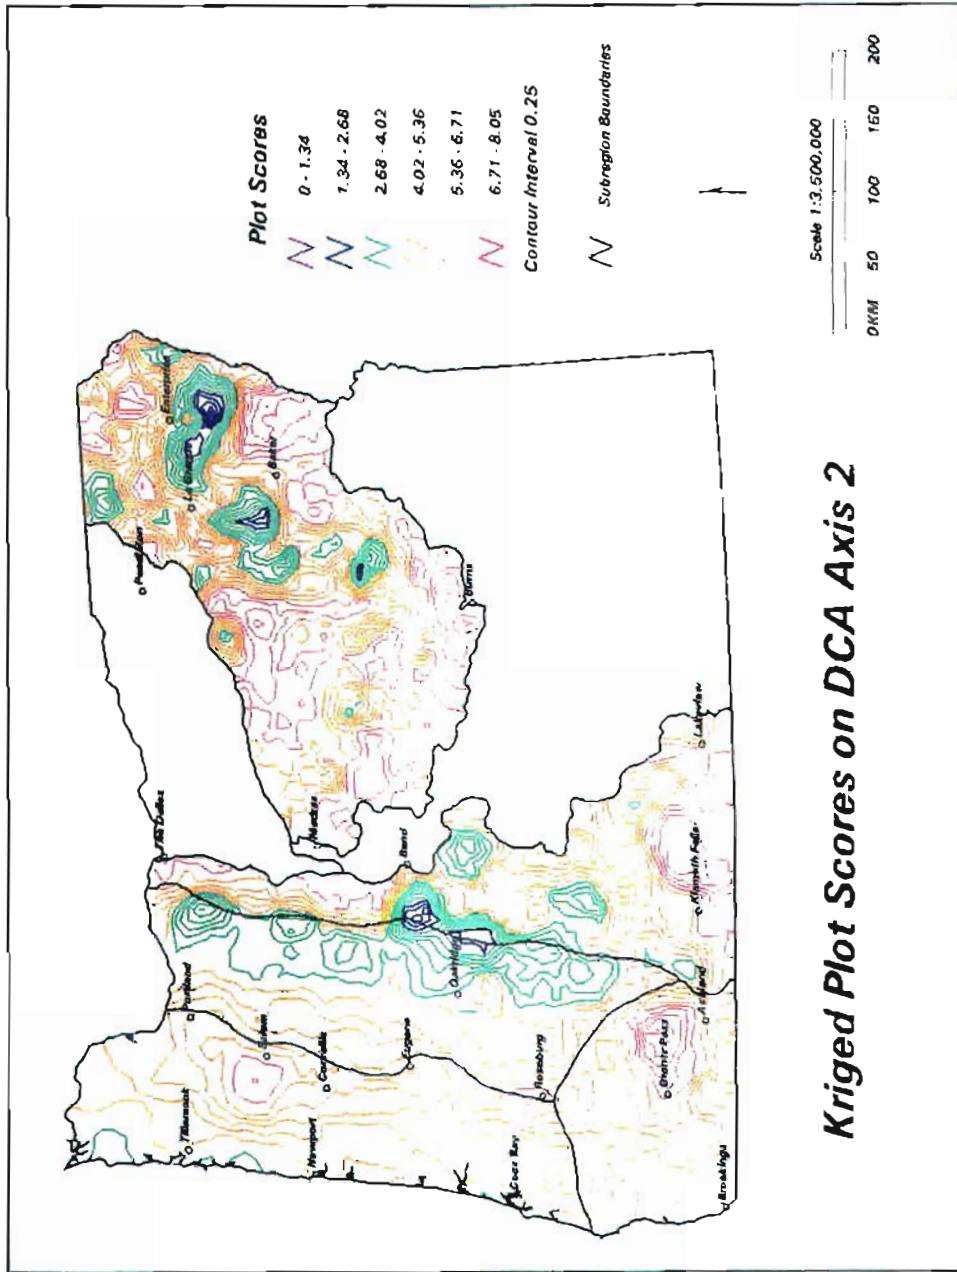 Plot Scores
0 - 1.34
1.34 - 2.68
2.68 - 4.02
4.02 - 5.36
5.36 - 6.71
6.71 - 8.05
Contour Interval 0.25
Subregion Boundaries
Scale 1:3,500,000
0KM 50 100 150 200
Enterprise
La Grande
Baker
Pendleton
Burns
The Dalles
Madras
Bend
Lakeview
Klamath Falls
Oakridge
Portland
Salem
Corvallis
Eugene
Roseburg
Ashland
Grants Pass
Tillamook
Newport
Coos Bay
Brookings
Kriged Plot Scores on DCA Axis 2